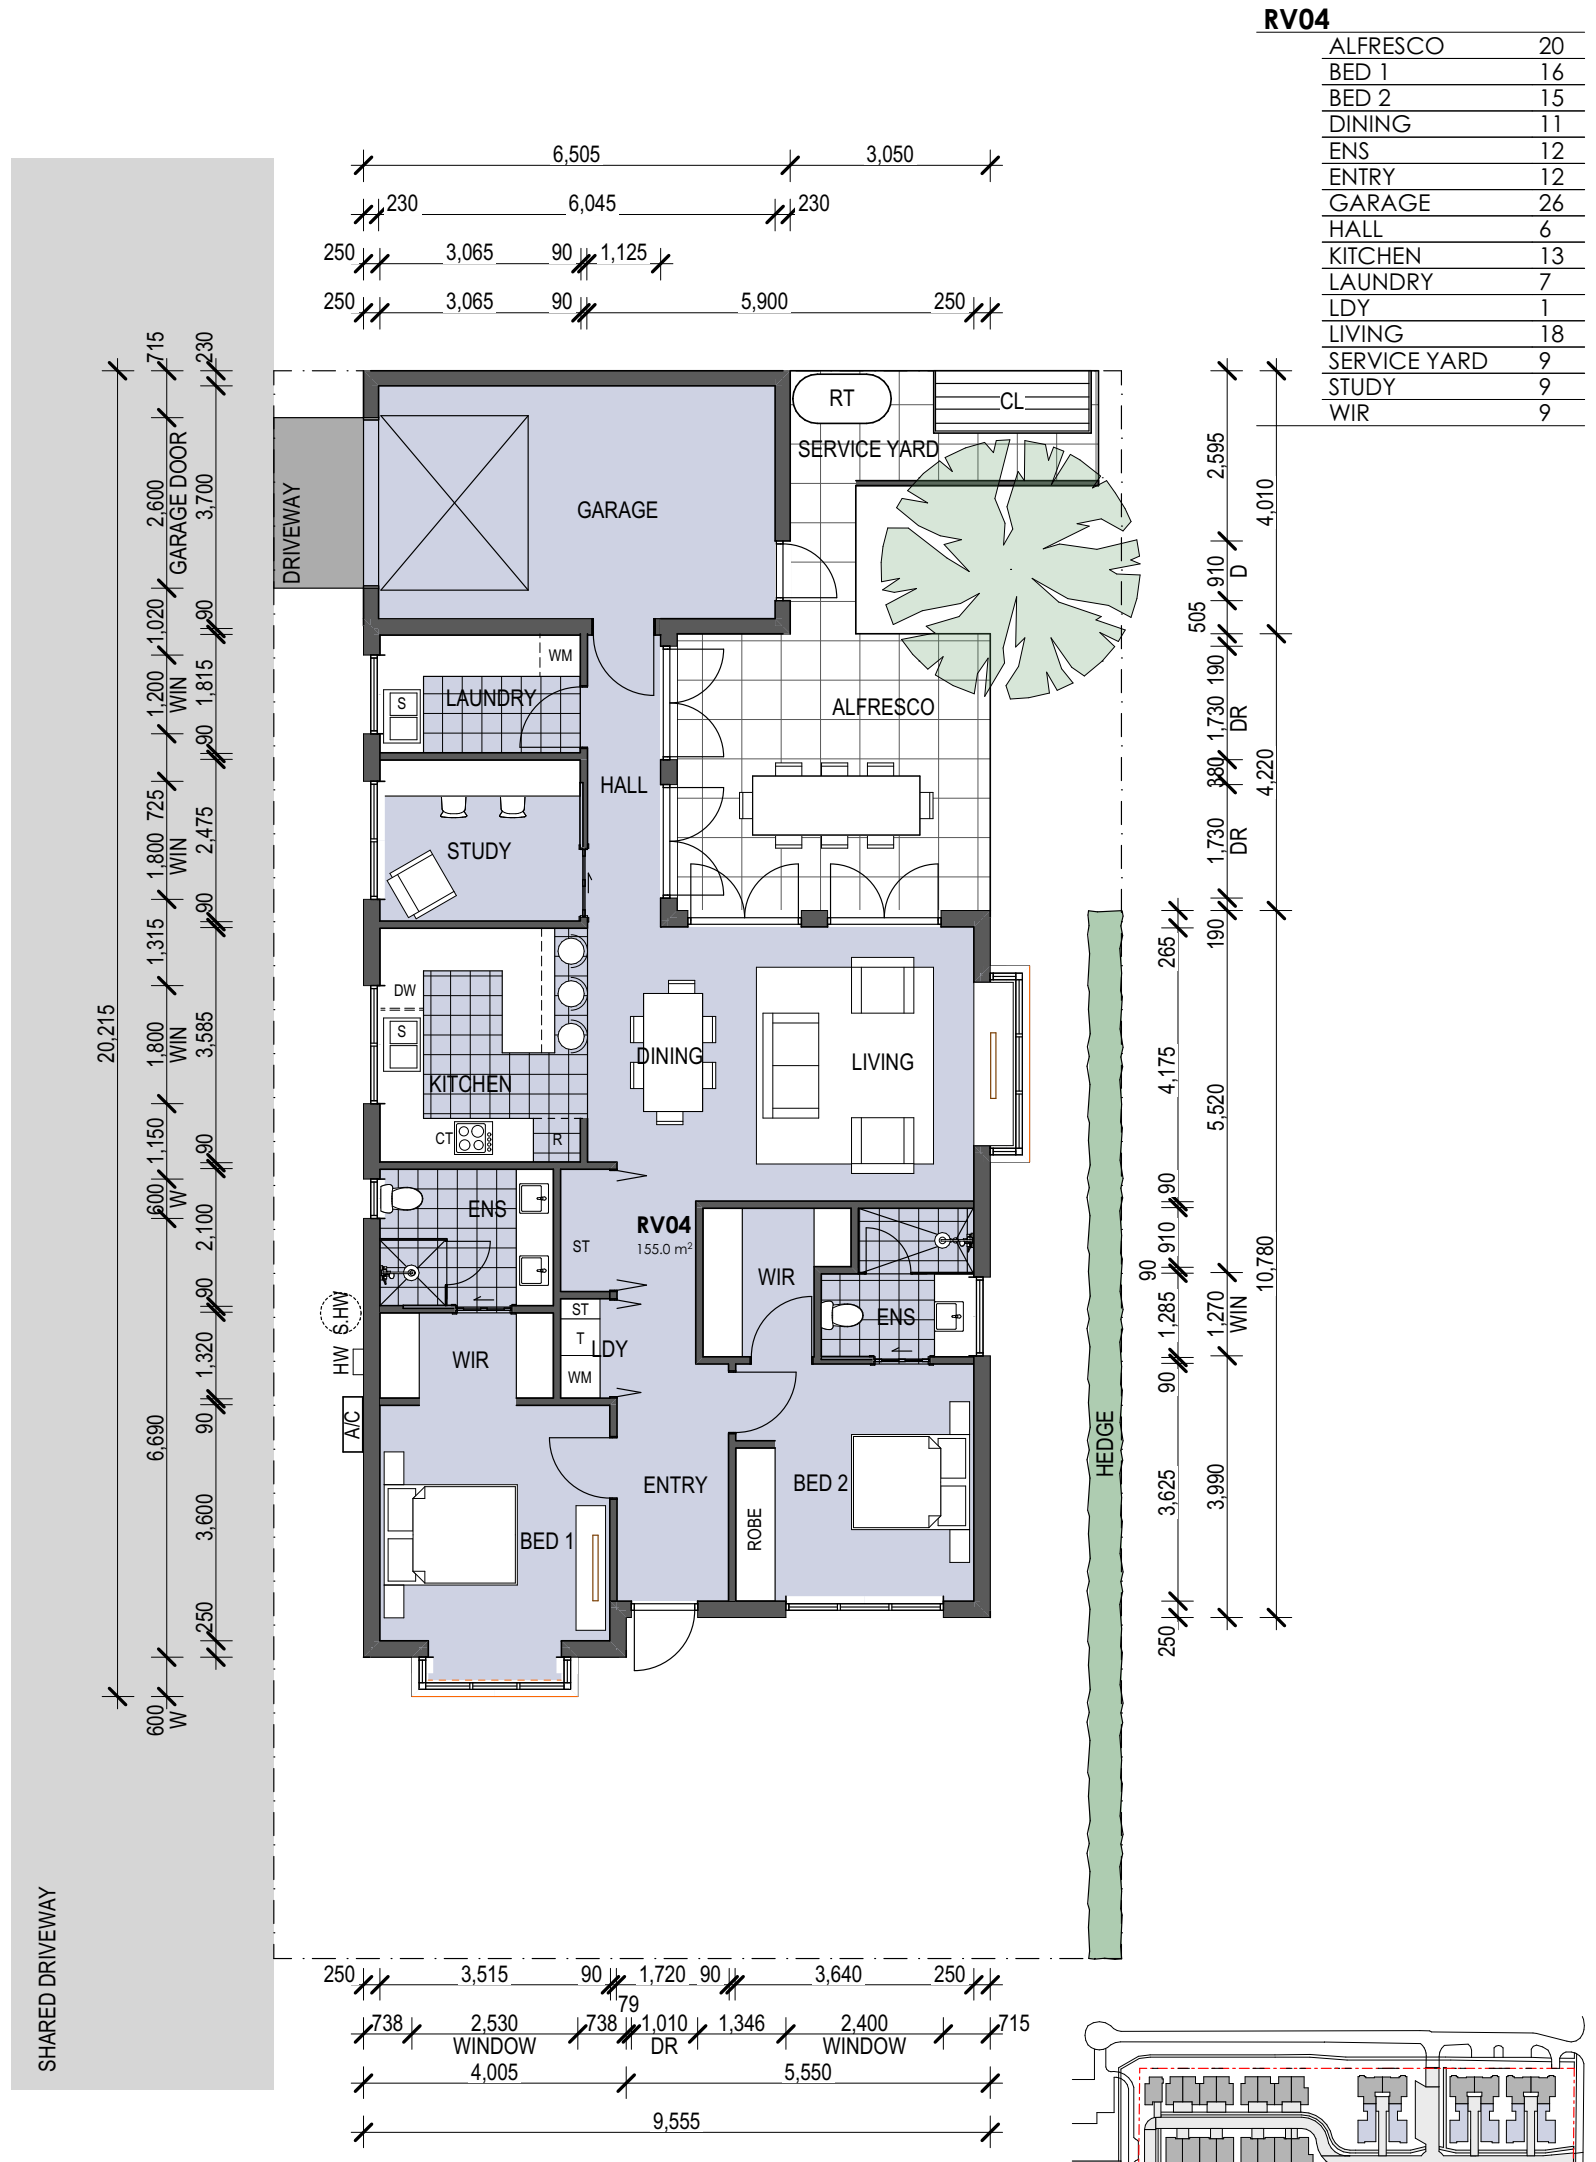 RV04
ALFRESCO 20
BED 1 16
BED 2 15
DINING 11
ENS 12
ENTRY 12
GARAGE 26
HALL 6
KITCHEN 13
LAUNDRY 7
LDY 1
LIVING 18
SERVICE YARD 9
STUDY 9
WIR 9
6,505 3,050
230 6,045 230
250 3,065 90 1,125
250 3,065 90 5,900 250
20,215
715
2,600
GARAGE DOOR
1,020
1,200
WIN
725
1,800
WIN
1,315
1,800
WIN
1,150
600
W
6,690
600
W
230
3,700
90
1,815
90
2,475
90
3,585
90
2,100
90
1,320
90
3,600
250
DRIVEWAY
SHARED DRIVEWAY
RT
CL
SERVICE YARD
GARAGE
WM
S
LAUNDRY
ALFRESCO
HALL
STUDY
DW
S
KITCHEN
DINING
LIVING
CT
R
ENS
ST
RV04
155.0 m²
WIR
ENS
S.HW
HW
A/C
WIR
ST
T
LDY
WM
ENTRY
BED 1
BED 2
ROBE
HEDGE
2,595
910
D
505
190
1,730
DR
380
1,730
DR
190
5,520
1,270
WIN
3,990
4,010
4,220
10,780
265
4,175
90
910
90
1,285
90
3,625
250
250 3,515 90 1,720 90 3,640 250
79
738 2,530 738 1,010 1,346 2,400 715
WINDOW DR WINDOW
4,005 5,550
9,555